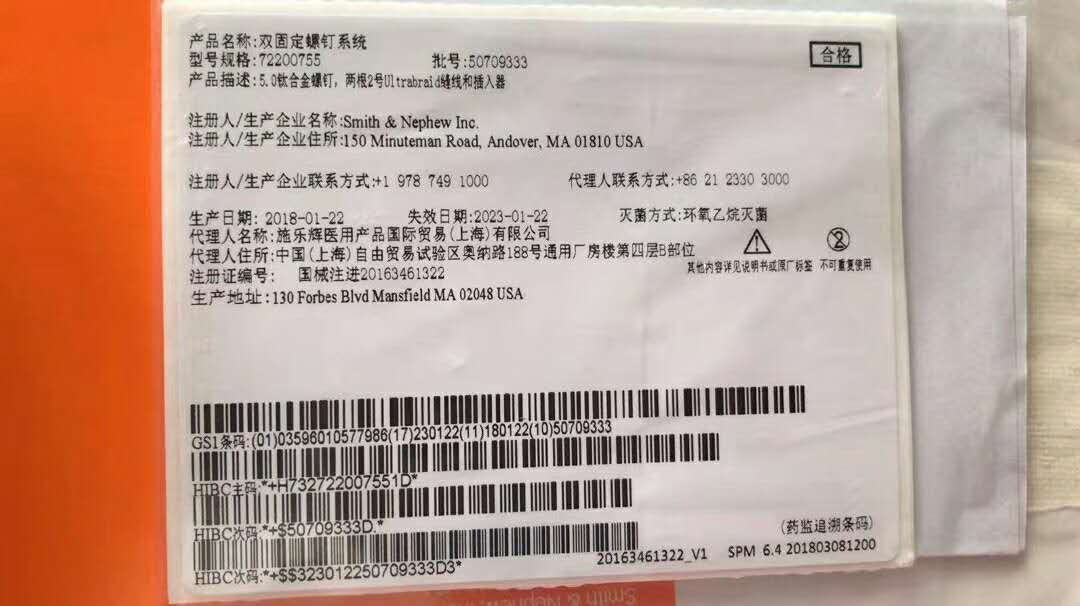 产品名称:双固定螺钉系统
合格
型号规格:72200755 批号:50709333
产品描述:5.0钛合金螺钉，两根2号Ultrabraid缝线和插入器
注册人/生产企业名称:Smith & Nephew Inc.
注册人/生产企业住所:150 Minuteman Road, Andover, MA 01810 USA
注册人/生产企业联系方式:+1 978 749 1000 代理人联系方式:+86 21 2330 3000
生产日期: 2018-01-22 失效日期:2023-01-22 灭菌方式:环氧乙烷灭菌
代理人名称:施乐辉医用产品国际贸易(上海)有限公司
代理人住所:中国(上海)自由贸易试验区奥纳路188号通用厂房楼第四层B部位
2
其他内容详见说明书或原厂标签 不可重复使用
注册证编号: 国械注进20163461322
生产地址:130 Forbes Blvd Mansfield MA 02048 USA
GS1条码:(01)03596010577986(17)230122(11)180122(10)50709333
HIBC主码:*+H732722007551D*
HIBC次码:*+$50709333D.*
(药监追溯条码)
HIBC次码:*+$$323012250709333D3*
20163461322_V1 SPM 6.4 201803081200
Smith & Nephew